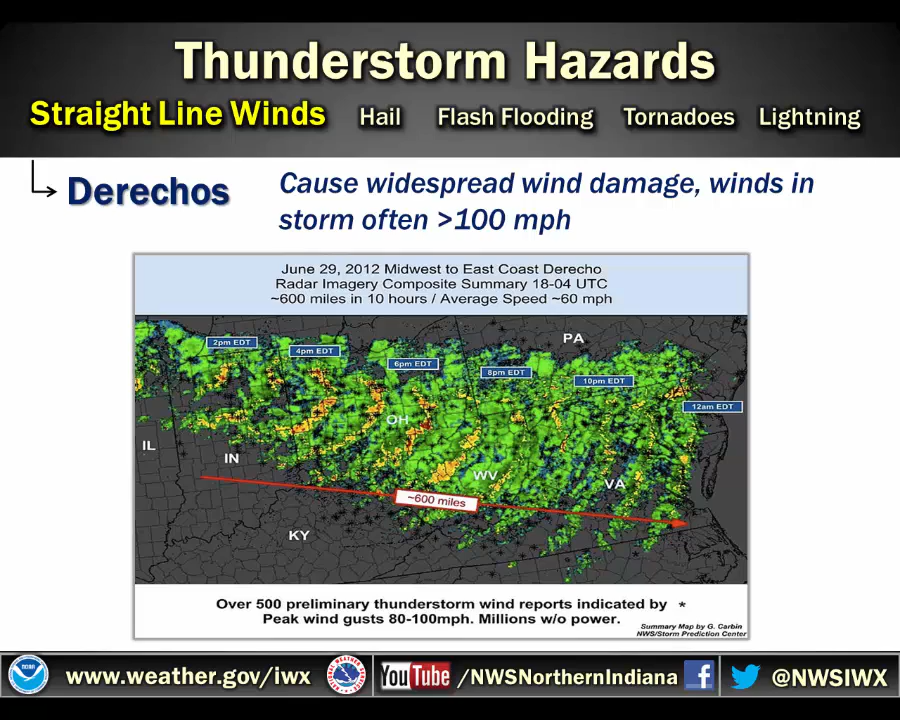 Thunderstorm Hazards
Straight Line Winds Hail Flash Flooding Tornadoes Lightning
Derechos
Cause widespread wind damage, winds in
storm often >100 mph
June 29, 2012 Midwest to East Coast Derecho
Radar Imagery Composite Summary 18-04 UTC
~600 miles in 10 hours / Average Speed ~60 mph
PA
2pm EDT
4pm EDT
6pm EDT
8pm EDT
10pm EDT
12am EDT
OH
IL
IN
WV
VA
~600 miles
KY
Over 500 preliminary thunderstorm wind reports indicated by *
Peak wind gusts 80-100mph. Millions w/o power.
Summary Map by G. Carbin
NWS/Storm Prediction Center
www.weather.gov/iwx YouTube /NWSNorthernIndiana f @NWSIWX